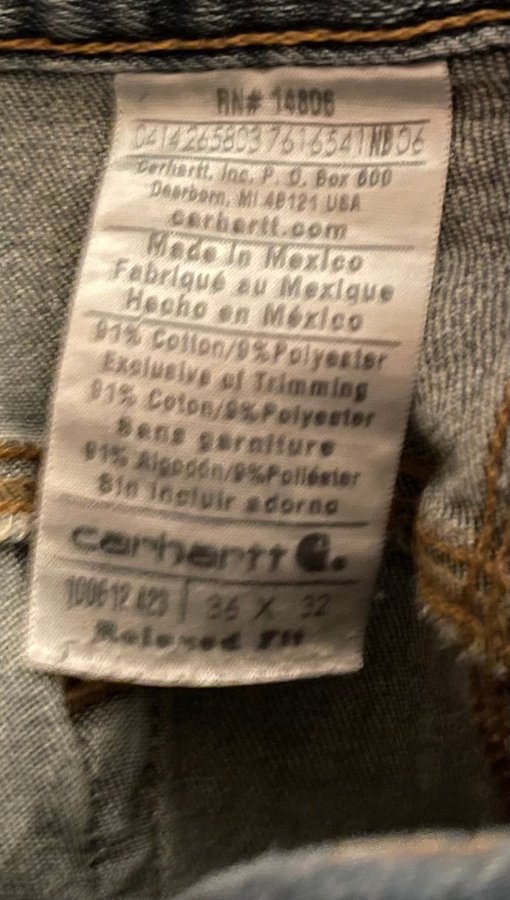 RN# 14806
Carhartt, Inc. P. O. Box 600
Dearborn, MI 48121 USA
carhartt.com
Made in Mexico
Fabriqué au Mexique
Hecho en México
91% Cotton/9%Polyester
Exclusive of Trimming
91% Coton/9%Polyester
Sans garniture
91% Algodón/9%Poliéster
Sin incluir adorno
carhartt
36 X 32
Relaxed Fit